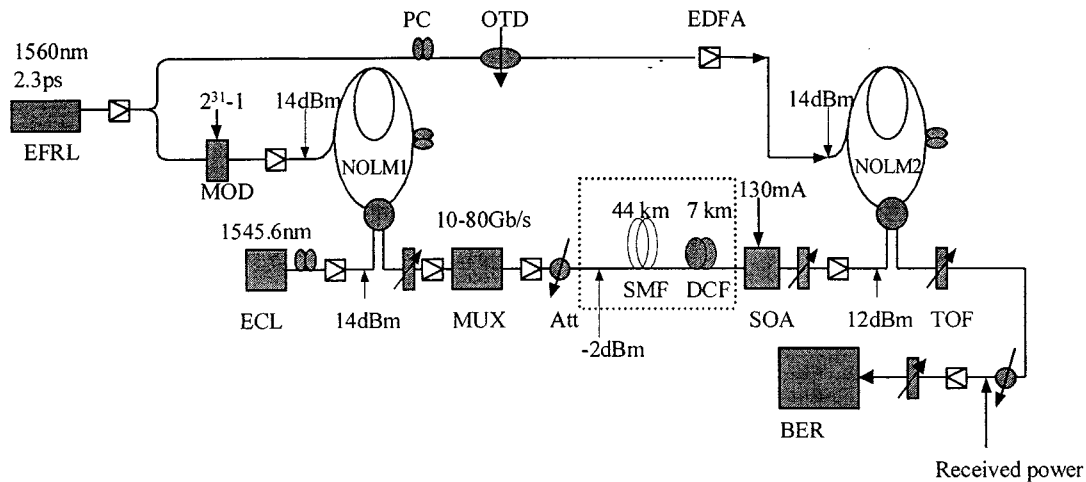 PC
OTD
EDFA
1560nm
2.3ps
2³¹-1
14dBm
14dBm
EFRL
MOD
NOLM1
NOLM2
10-80Gb/s
44 km
7 km
130mA
1545.6nm
SMF
DCF
ECL
14dBm
MUX
Att
SOA
12dBm
TOF
-2dBm
BER
Received power